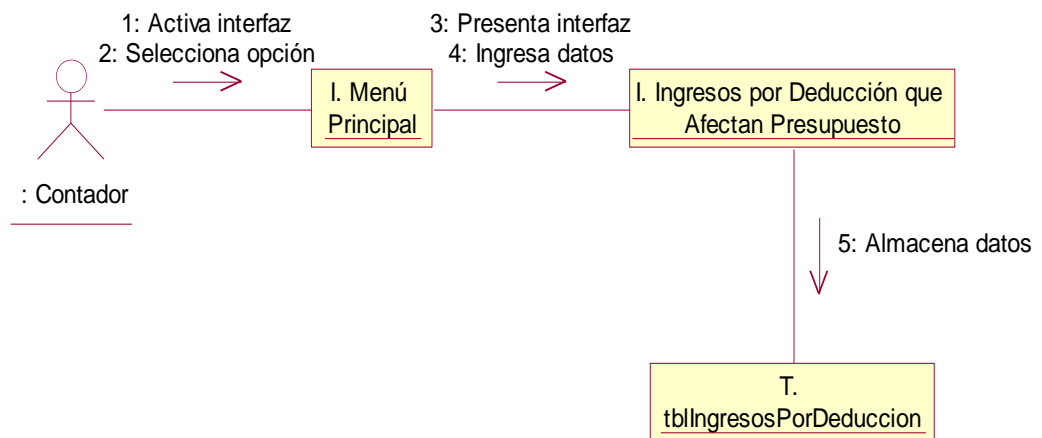 1: Activa interfaz
2: Selecciona opción
3: Presenta interfaz
4: Ingresa datos
I. Menú
Principal
I. Ingresos por Deducción que
Afectan Presupuesto
: Contador
5: Almacena datos
T.
tblIngresosPorDeduccion